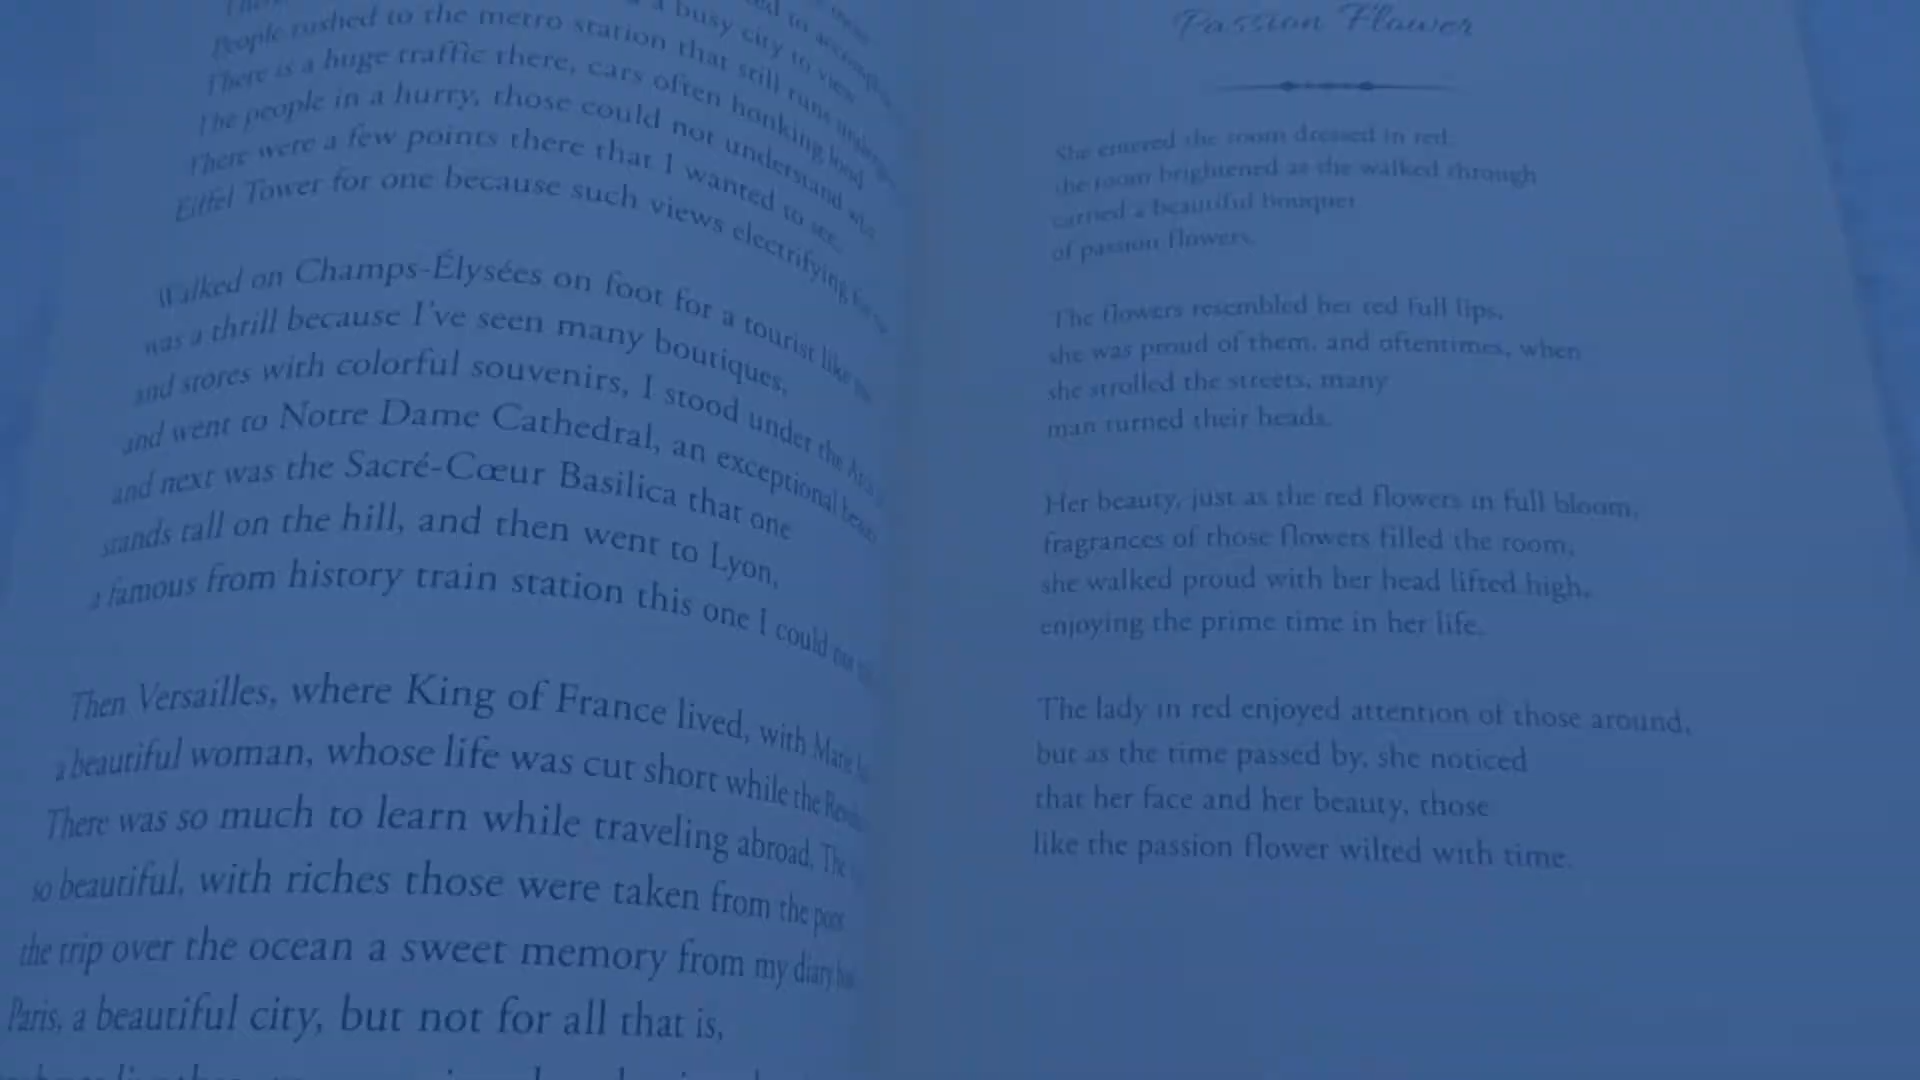 a busy city to view
People rushed to the metro station that still runs
There is a huge traffic there, cars often honking loud
The people in a hurry, those could not understand
There were a few points there that I wanted to see,
Eiffel Tower for one because such views electrifying
Walked on Champs-Élysées on foot for a tourist like
was a thrill because I've seen many boutiques,
and stores with colorful souvenirs, I stood under the
and went to Notre Dame Cathedral, an exceptional
and next was the Sacré-Cœur Basilica that one
stands tall on the hill, and then went to Lyon,
a famous from history train station this one I could
Then Versailles, where King of France lived, with
a beautiful woman, whose life was cut short while the
There was so much to learn while traveling abroad, The
so beautiful, with riches those were taken from the poor
the trip over the ocean a sweet memory from my diary
Paris, a beautiful city, but not for all that is,
Passion Flower
She entered the room dressed in red,
the room brightened as she walked through
carried a beautiful bouquet
of passion flowers.
The flowers resembled her red full lips,
she was proud of them, and oftentimes, when
she strolled the streets, many
man turned their heads.
Her beauty, just as the red flowers in full bloom,
fragrances of those flowers filled the room,
she walked proud with her head lifted high,
enjoying the prime time in her life.
The lady in red enjoyed attention of those around,
but as the time passed by, she noticed
that her face and her beauty, those
like the passion flower wilted with time.